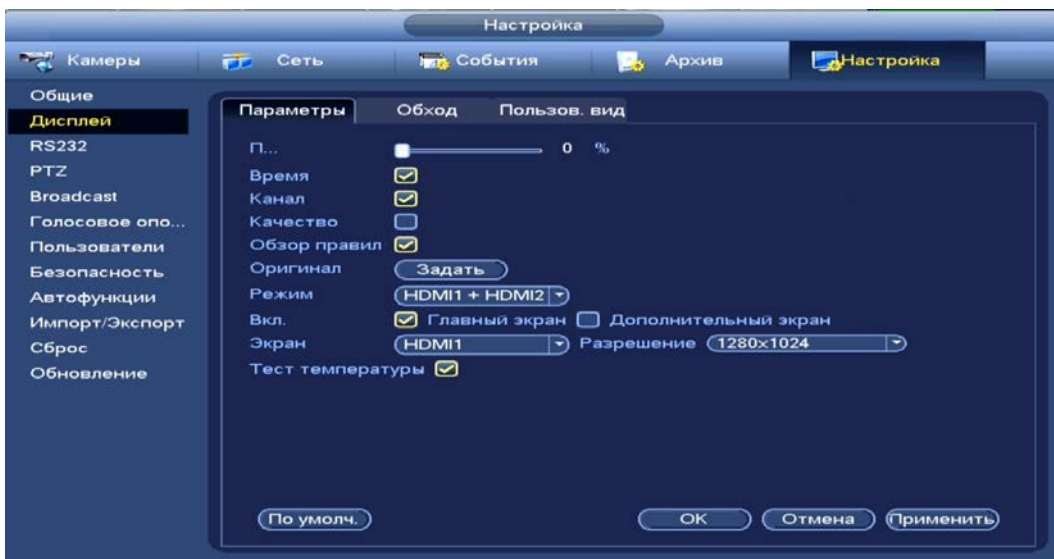 Настройка
Камеры Сеть События Архив Настройка
Общие
Дисплей
RS232
PTZ
Broadcast
Голосовое опо...
Пользователи
Безопасность
Автофункции
Импорт/Экспорт
Сброс
Обновление
Параметры Обход Пользов. вид
П... 0 %
Время
Канал
Качество
Обзор правил
Оригинал Задать
Режим HDMI1 + HDMI2
Вкл. Главный экран Дополнительный экран
Экран HDMI1 Разрешение 1280x1024
Тест температуры
По умолч. OK Отмена Применить